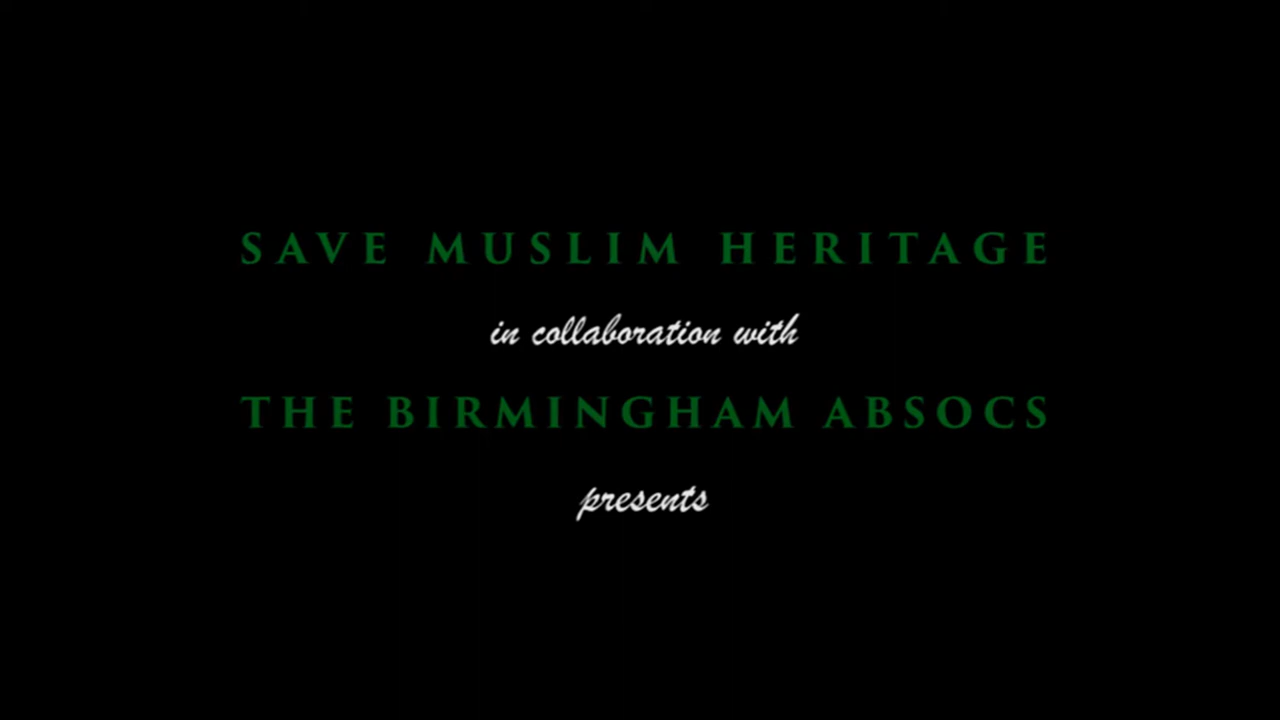 SAVE MUSLIM HERITAGE
in collaboration with
THE BIRMINGHAM ABSOCS
presents